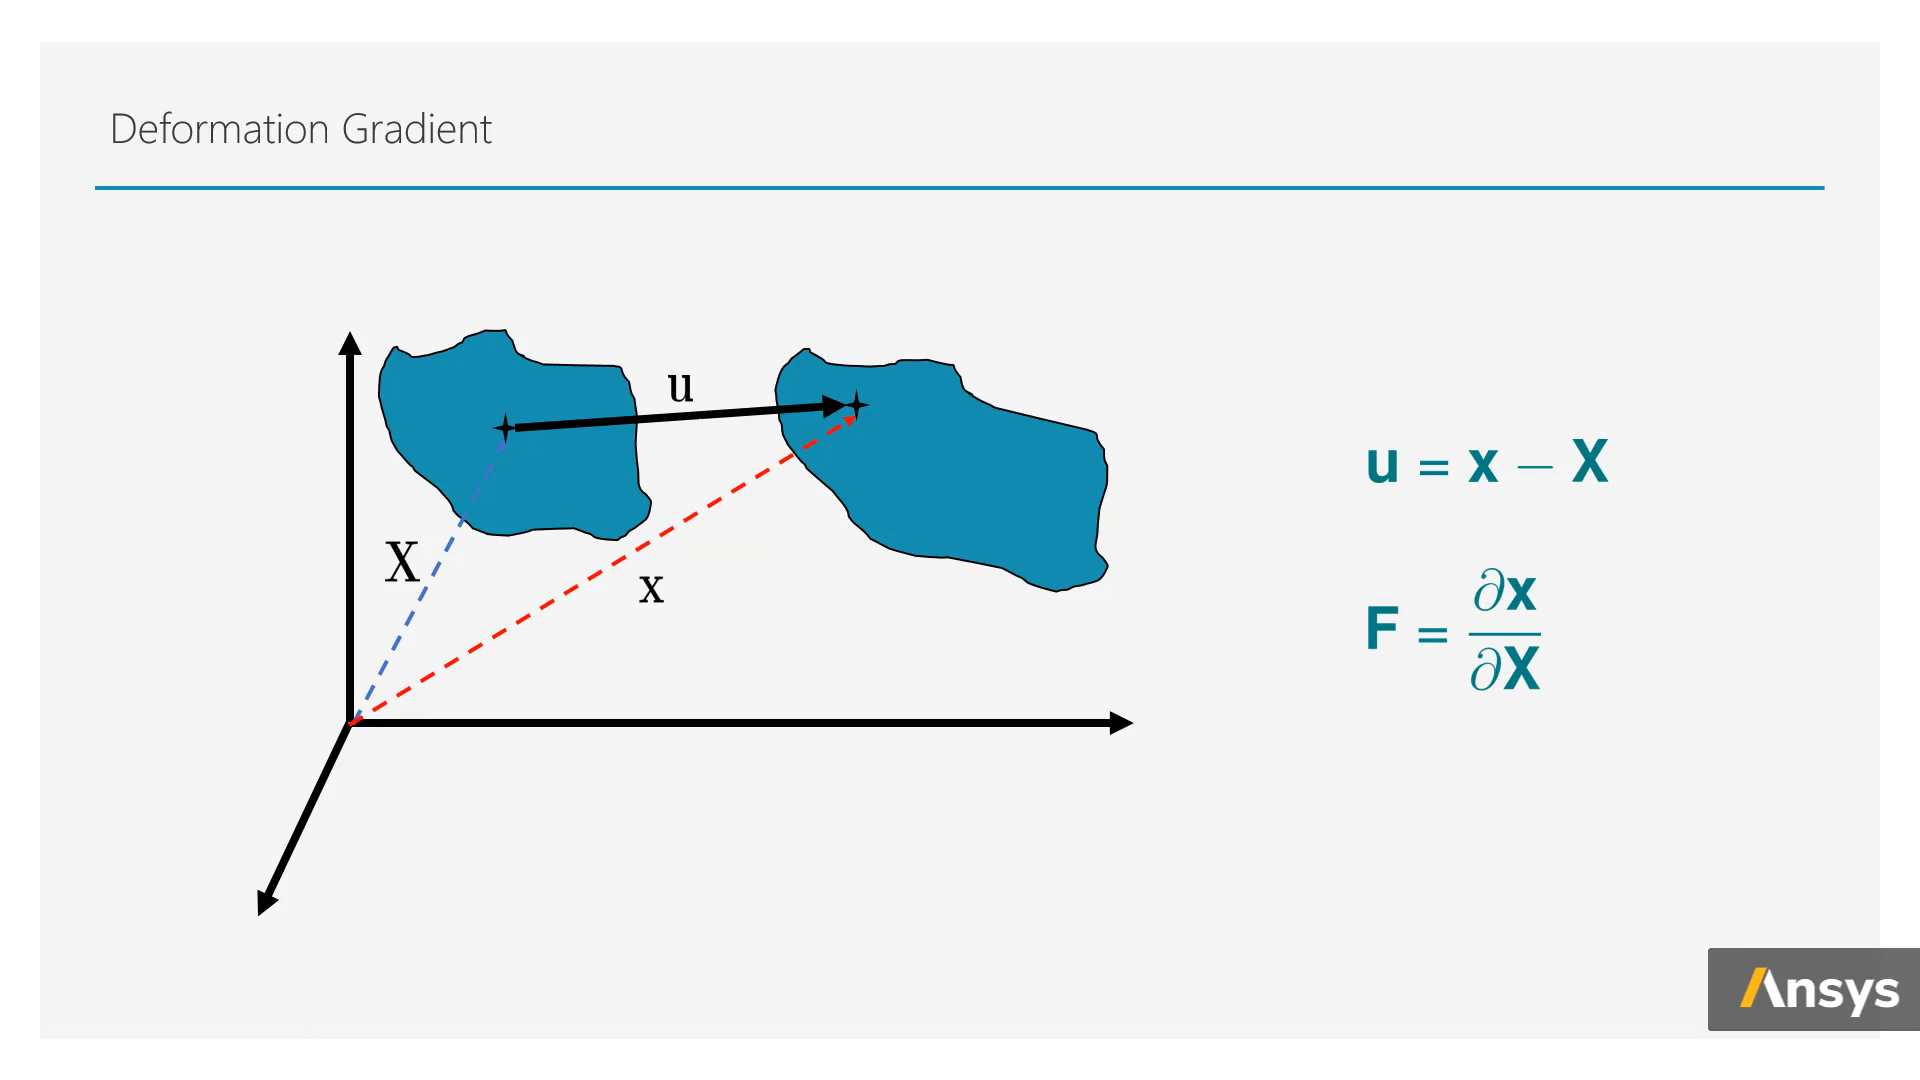 Deformation Gradient
u
X
x
u = x − X
F = ∂x/∂X
Ansys